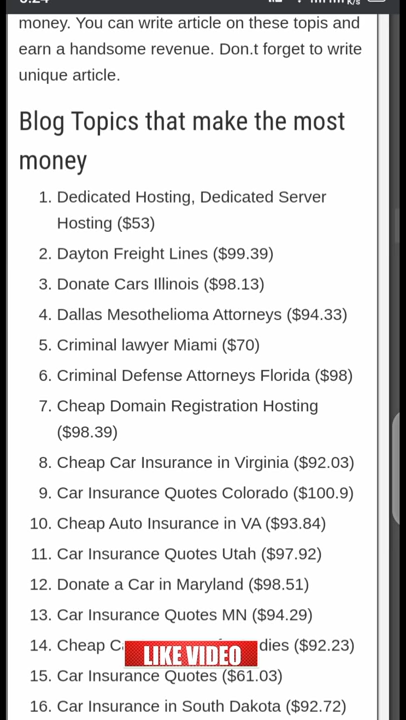 money. You can write article on these topis and
earn a handsome revenue. Don.t forget to write
unique article.
Blog Topics that make the most
money
1. Dedicated Hosting, Dedicated Server
Hosting ($53)
2. Dayton Freight Lines ($99.39)
3. Donate Cars Illinois ($98.13)
4. Dallas Mesothelioma Attorneys ($94.33)
5. Criminal lawyer Miami ($70)
6. Criminal Defense Attorneys Florida ($98)
7. Cheap Domain Registration Hosting
($98.39)
8. Cheap Car Insurance in Virginia ($92.03)
9. Car Insurance Quotes Colorado ($100.9)
10. Cheap Auto Insurance in VA ($93.84)
11. Car Insurance Quotes Utah ($97.92)
12. Donate a Car in Maryland ($98.51)
13. Car Insurance Quotes MN ($94.29)
14. Cheap dies ($92.23)
LIKE VIDEO
15. Car Insurance Quotes ($61.03)
16. Car Insurance in South Dakota ($92.72)